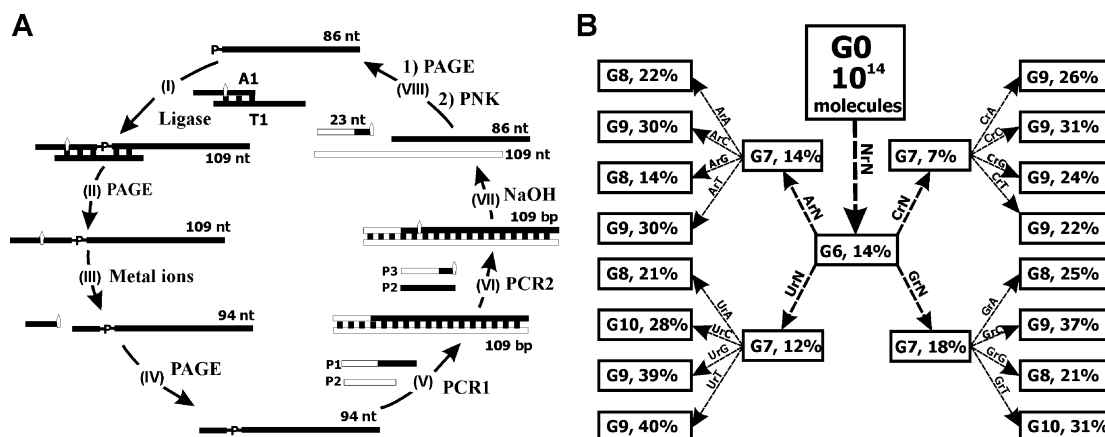 A
P
86 nt
(I)
A1
T1
Ligase
P
109 nt
(II)
PAGE
109 nt
P
(III)
Metal ions
94 nt
P
(IV)
PAGE
94 nt
P
(V)
PCR1
P1
P2
109 bp
(VI)
PCR2
P3
P2
109 bp
(VII)
NaOH
23 nt
86 nt
109 nt
(VIII)
1) PAGE
2) PNK
B
G0
10¹⁴
molecules
NrN
G6, 14%
ArN
CrN
UrN
GrN
G7, 14%
G7, 7%
G7, 12%
G7, 18%
ArA
ArC
ArG
ArT
G8, 22%
G9, 30%
G8, 14%
G9, 30%
UrA
UrC
UrG
UrT
G8, 21%
G10, 28%
G9, 39%
G9, 40%
CrA
CrC
CrG
CrT
G9, 26%
G9, 31%
G9, 24%
G9, 22%
GrA
GrC
GrG
GrT
G8, 25%
G9, 37%
G8, 21%
G10, 31%